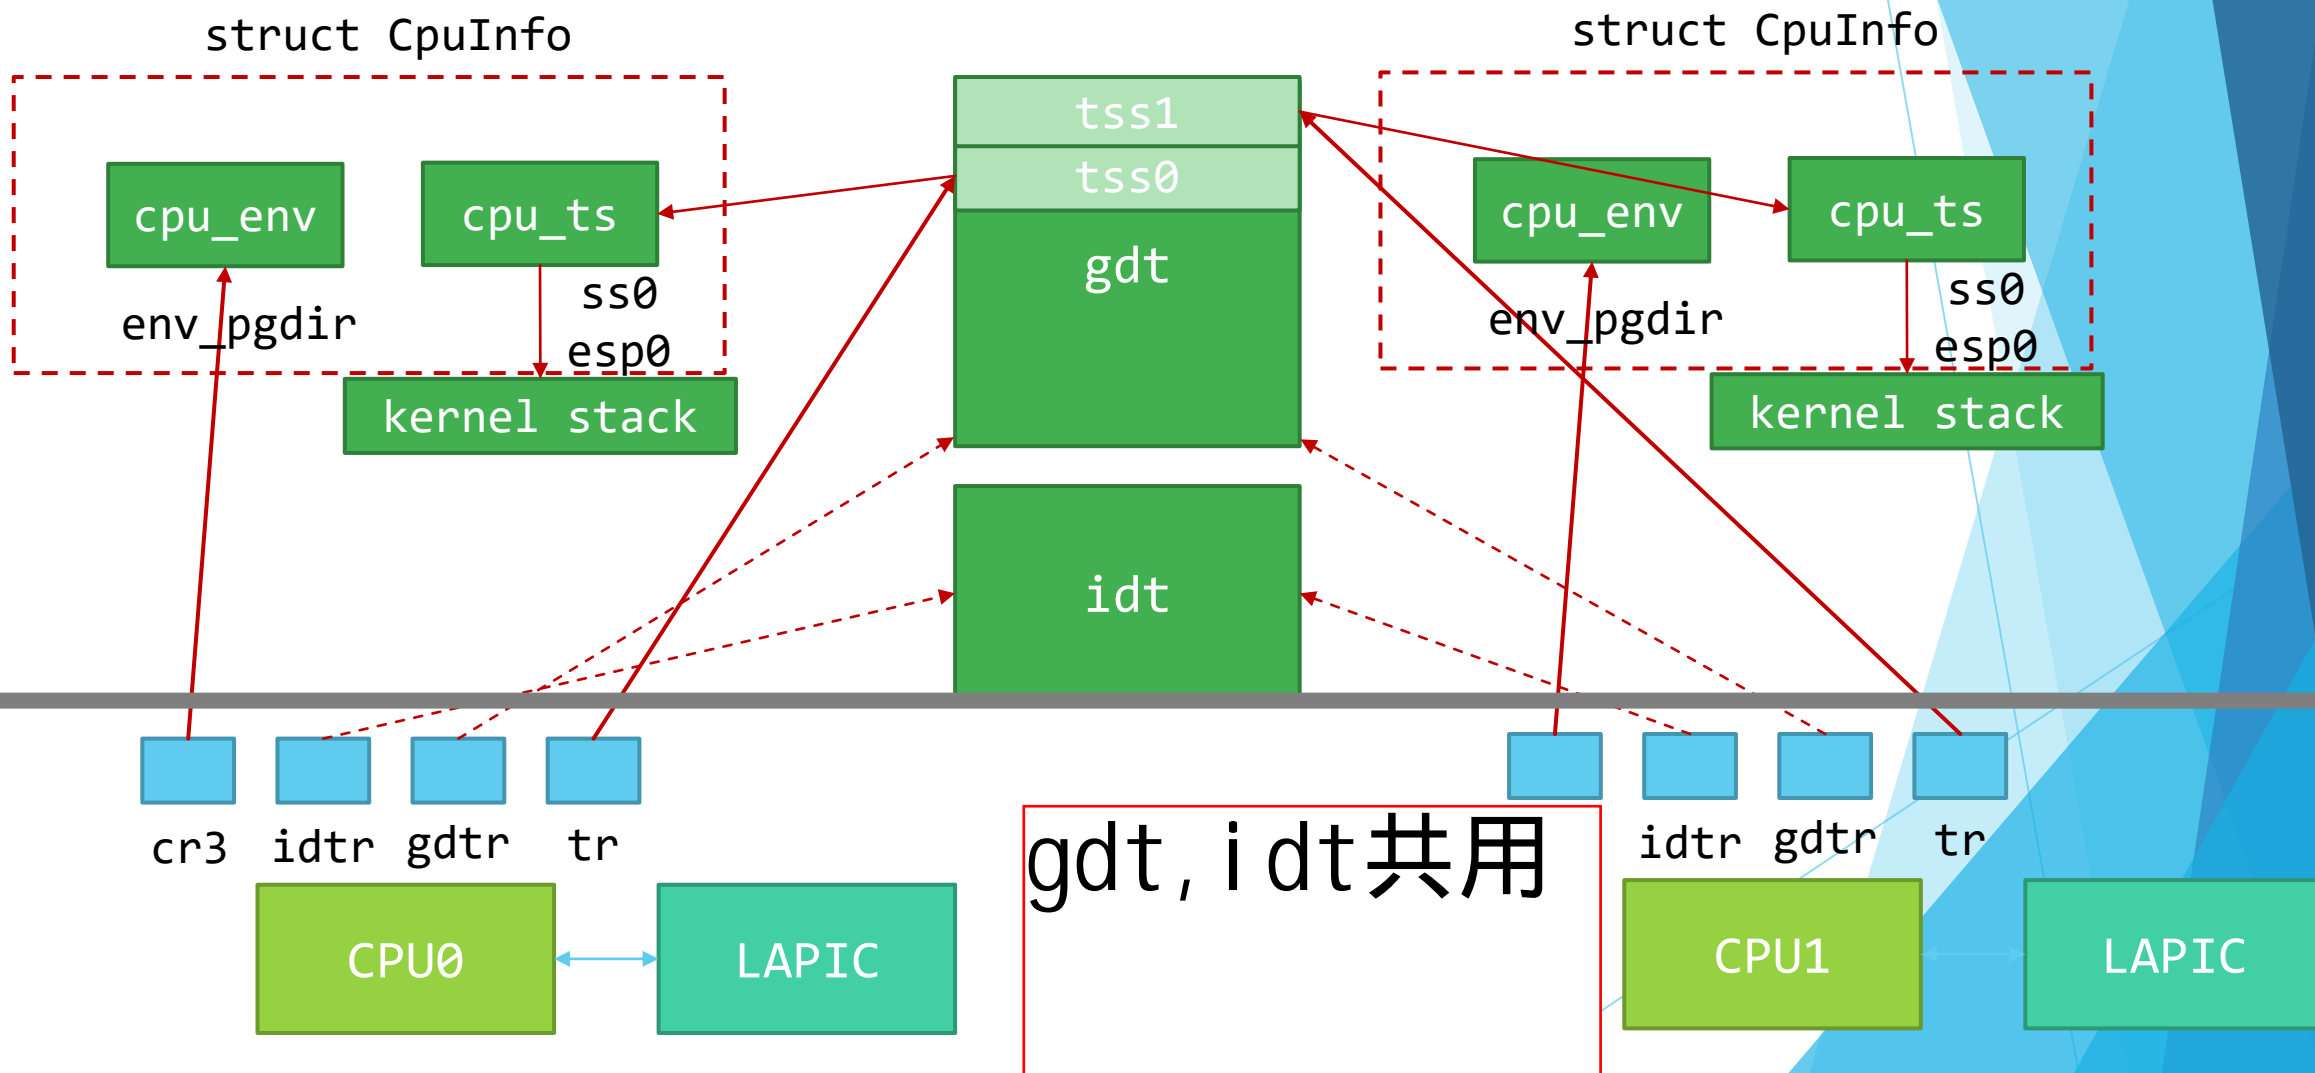 struct CpuInfo
struct CpuInfo
tss1
tss0
gdt
cpu_env
cpu_ts
cpu_env
cpu_ts
env_pgdir
ss0
esp0
env_pgdir
ss0
esp0
kernel stack
kernel stack
idt
cr3
idtr
gdtr
tr
idtr
gdtr
tr
gdt,idt共用
CPU0
LAPIC
CPU1
LAPIC